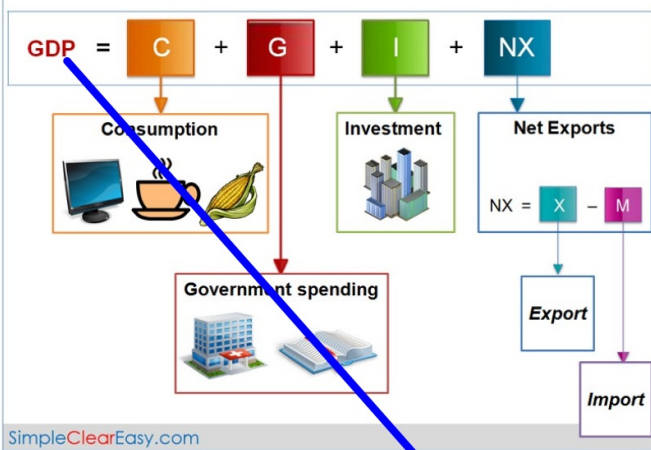 GDP = C + G + I + NX
Consumption
Investment
Net Exports
NX = X – M
Government spending
Export
Import
SimpleClearEasy.com